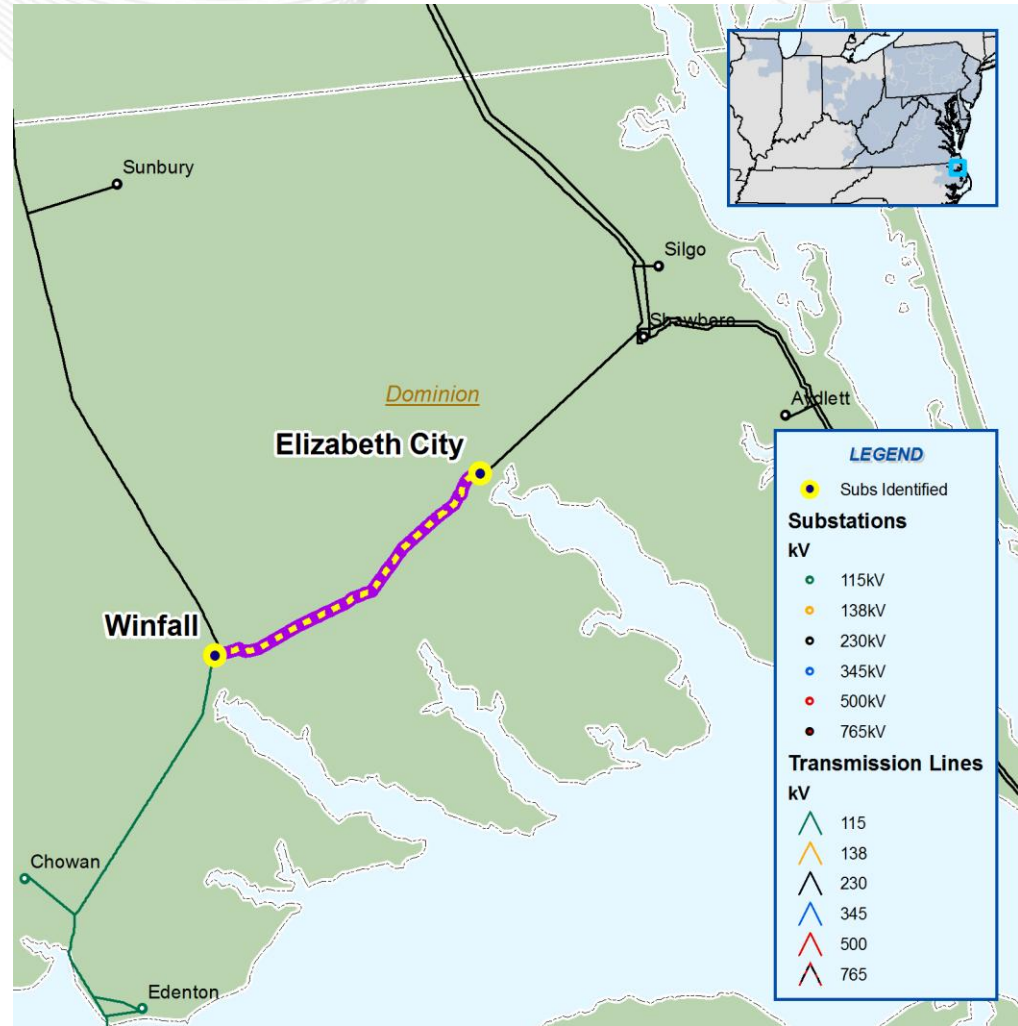 Sunbury
Silgo
Shawboro
Dominion
Aydlett
Elizabeth City
Winfall
Chowan
Edenton
LEGEND
Subs Identified
Substations
kV
115kV
138kV
230kV
345kV
500kV
765kV
Transmission Lines
kV
115
138
230
345
500
765